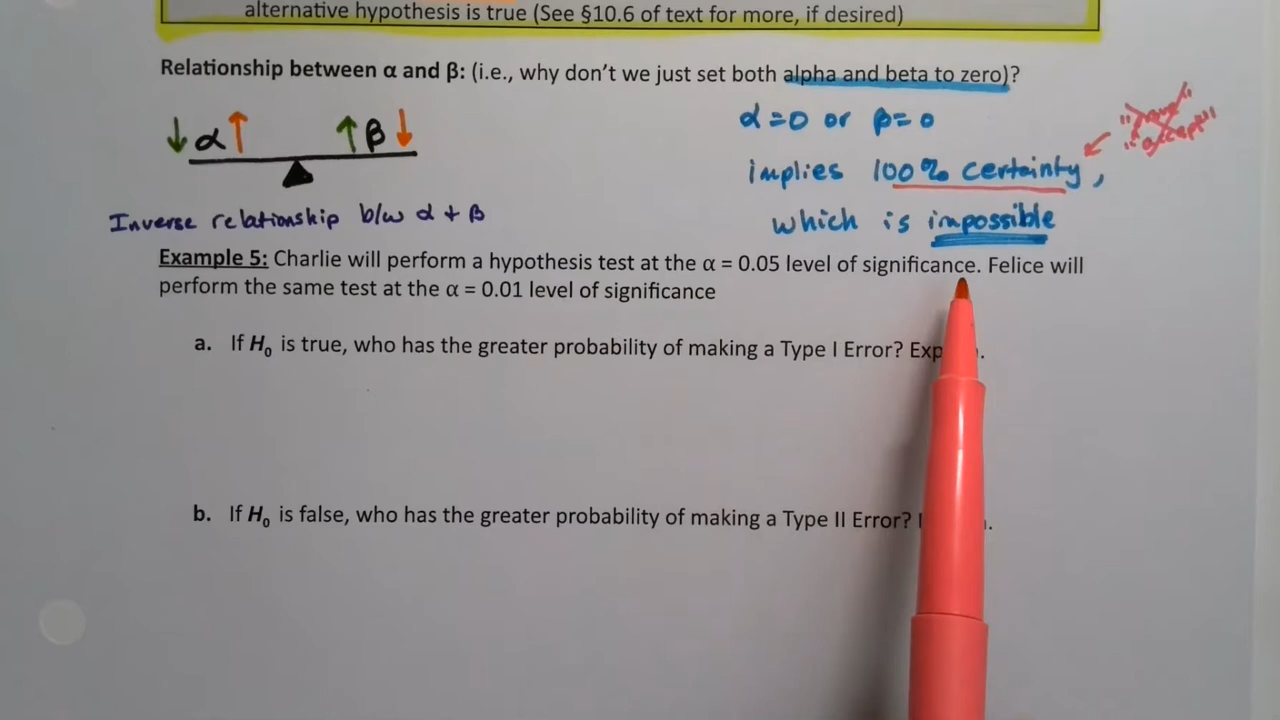 alternative hypothesis is true (See §10.6 of text for more, if desired)
Relationship between α and β: (i.e., why don't we just set both alpha and beta to zero)?
↓α↑ ↑β↓
Inverse relationship b/w α + β
α=0 or β=0
implies 100% certainty,
which is impossible
"prove"
"accept"
Example 5: Charlie will perform a hypothesis test at the α = 0.05 level of significance. Felice will
perform the same test at the α = 0.01 level of significance
a. If H₀ is true, who has the greater probability of making a Type I Error?
b. If H₀ is false, who has the greater probability of making a Type II Error?